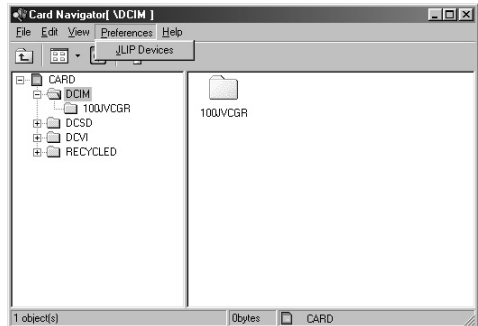 Card Navigator[ \DCIM ]
File Edit View Preferences Help
JLIP Devices
CARD
DCIM
100JVCGR
DCSD
DCVI
RECYCLED
100JVCGR
1 object(s) 0bytes CARD